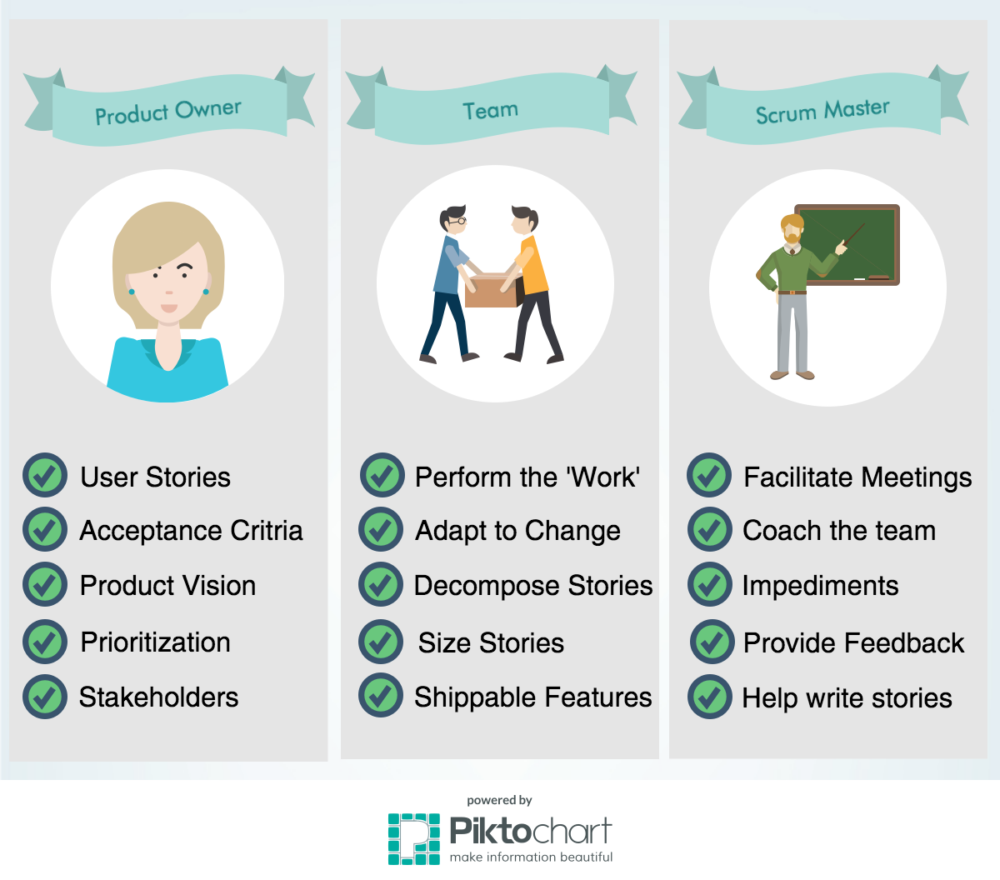 Product Owner
User Stories
Acceptance Critria
Product Vision
Prioritization
Stakeholders
Team
Perform the 'Work'
Adapt to Change
Decompose Stories
Size Stories
Shippable Features
Scrum Master
Facilitate Meetings
Coach the team
Impediments
Provide Feedback
Help write stories
powered by
Piktochart
make information beautiful